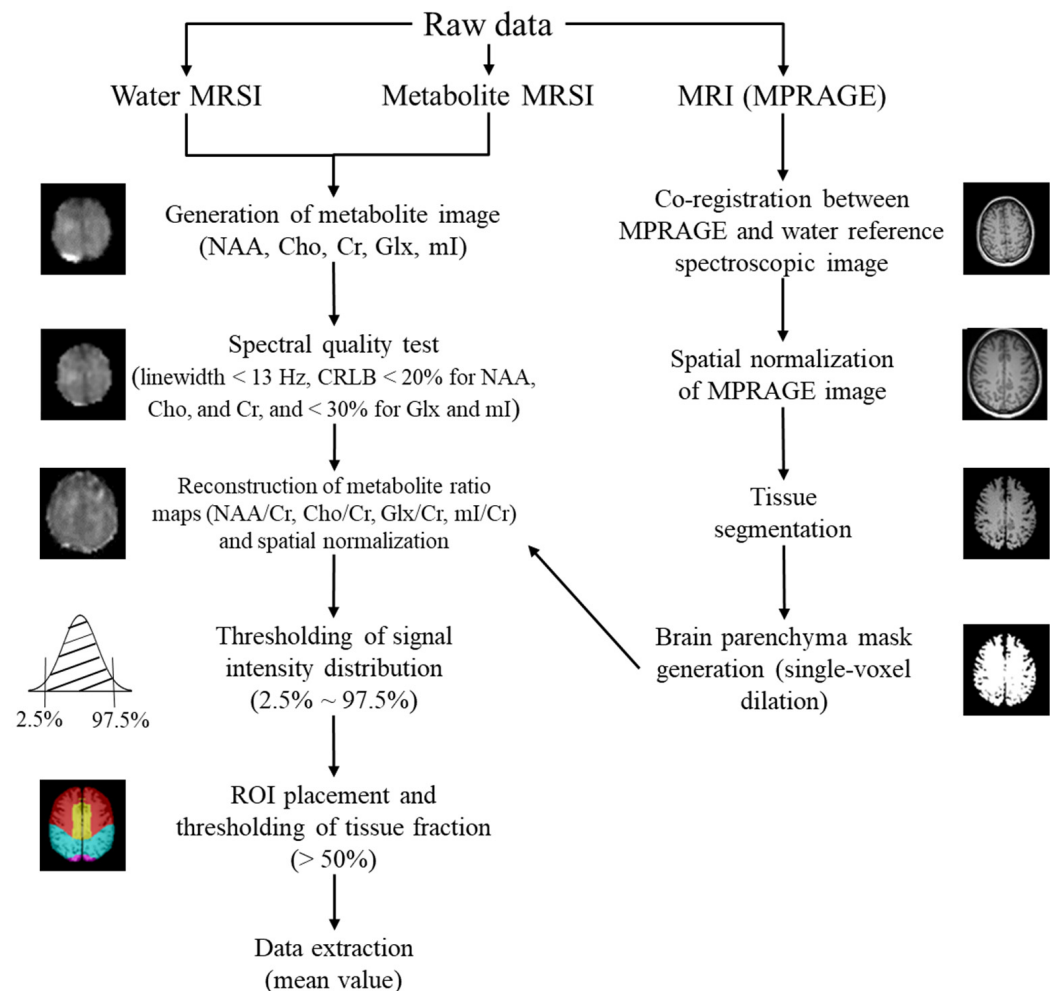 Raw data
Water MRSI
Metabolite MRSI
MRI (MPRAGE)
Generation of metabolite image
(NAA, Cho, Cr, Glx, mI)
Spectral quality test
(linewidth < 13 Hz, CRLB < 20% for NAA,
Cho, and Cr, and < 30% for Glx and mI)
Reconstruction of metabolite ratio
maps (NAA/Cr, Cho/Cr, Glx/Cr, mI/Cr)
and spatial normalization
Thresholding of signal
intensity distribution
(2.5% ~ 97.5%)
2.5%
97.5%
ROI placement and
thresholding of tissue fraction
(> 50%)
Data extraction
(mean value)
Co-registration between
MPRAGE and water reference
spectroscopic image
Spatial normalization
of MPRAGE image
Tissue
segmentation
Brain parenchyma mask
generation (single-voxel
dilation)